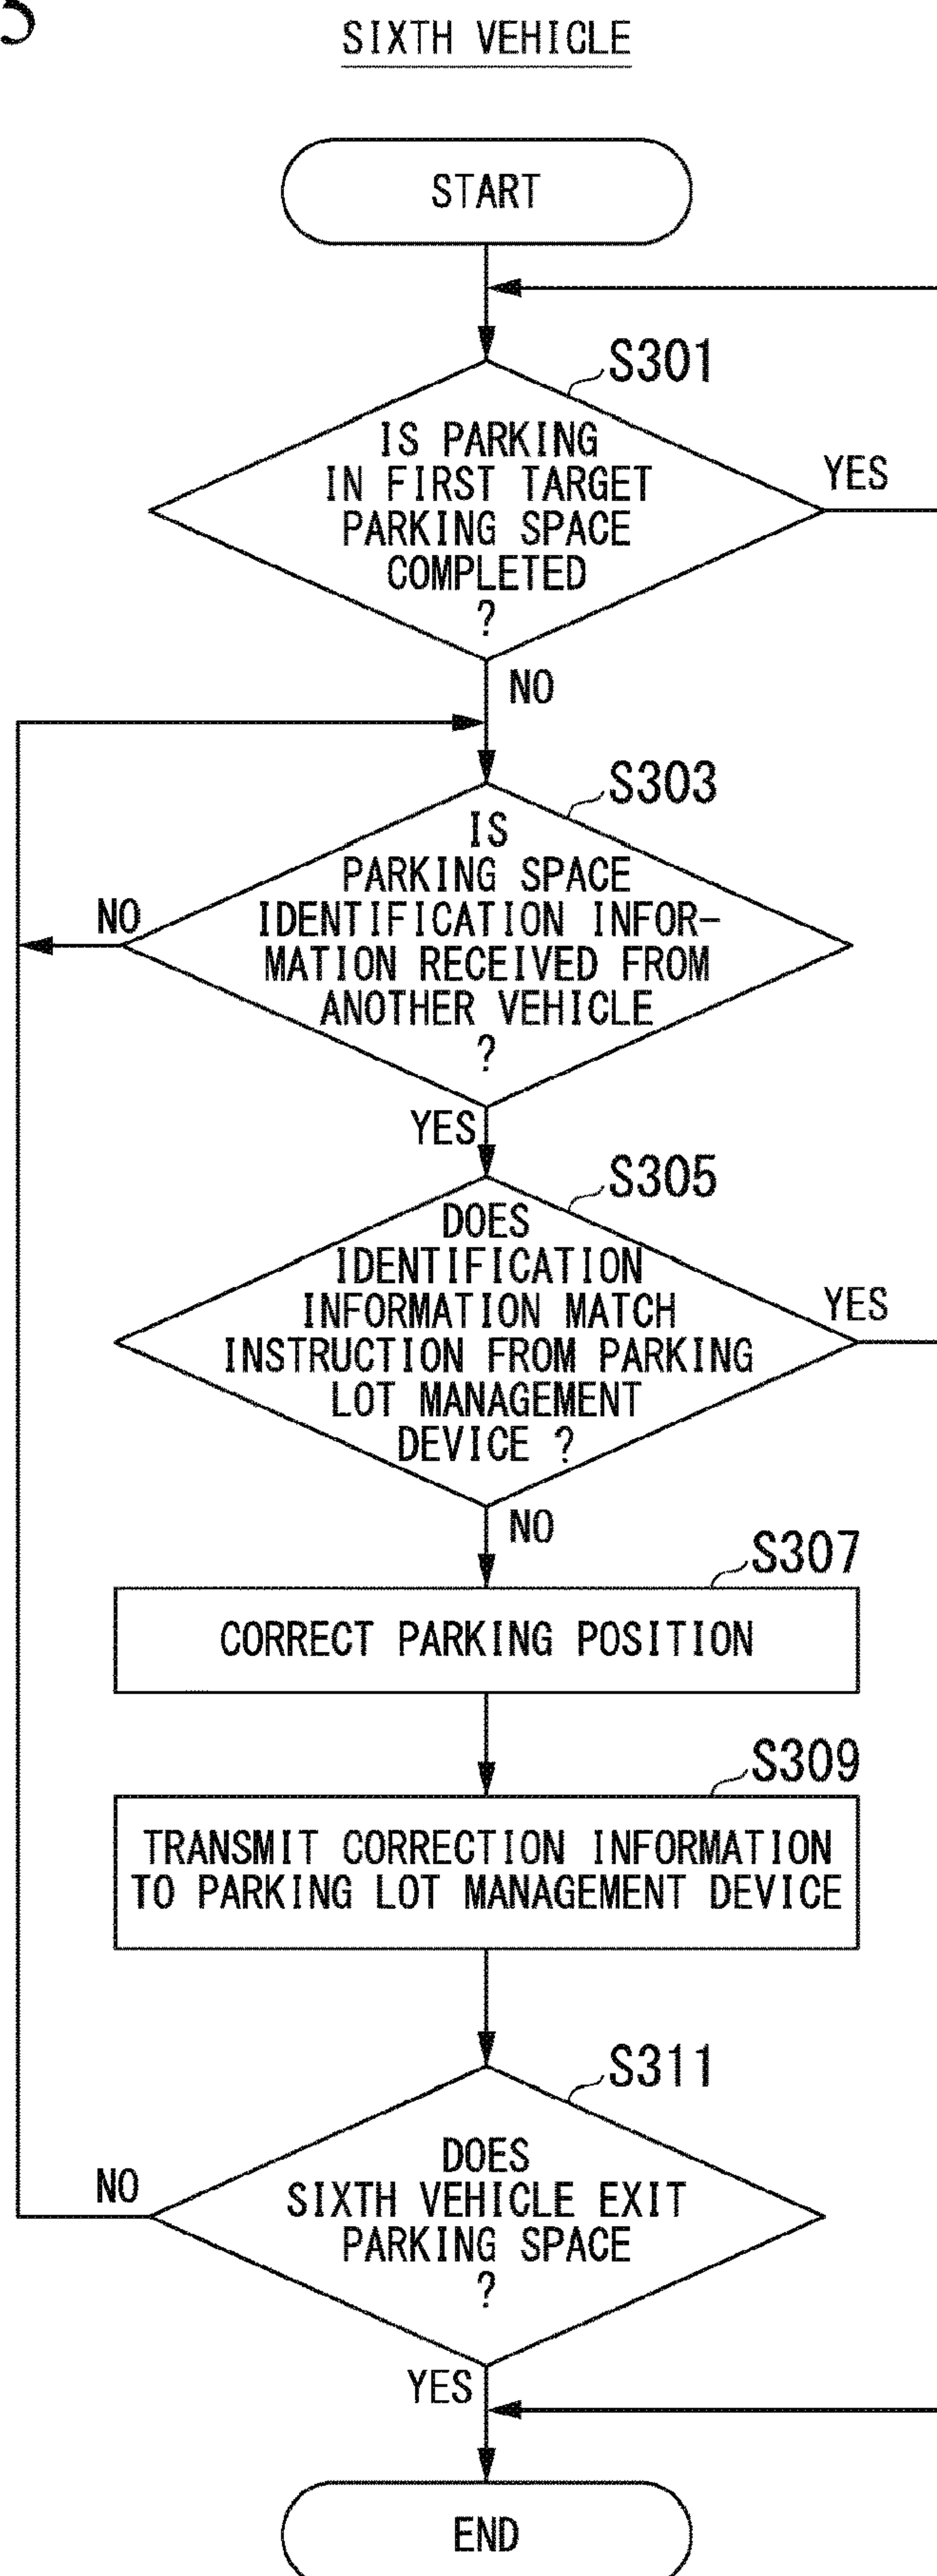 SIXTH VEHICLE
START
S301
IS PARKING
IN FIRST TARGET
PARKING SPACE
COMPLETED
?
YES
NO
S303
IS
PARKING SPACE
IDENTIFICATION INFOR-
MATION RECEIVED FROM
ANOTHER VEHICLE
?
NO
YES
S305
DOES
IDENTIFICATION
INFORMATION MATCH
INSTRUCTION FROM PARKING
LOT MANAGEMENT
DEVICE ?
YES
NO
S307
CORRECT PARKING POSITION
S309
TRANSMIT CORRECTION INFORMATION
TO PARKING LOT MANAGEMENT DEVICE
S311
DOES
SIXTH VEHICLE EXIT
PARKING SPACE
?
NO
YES
END